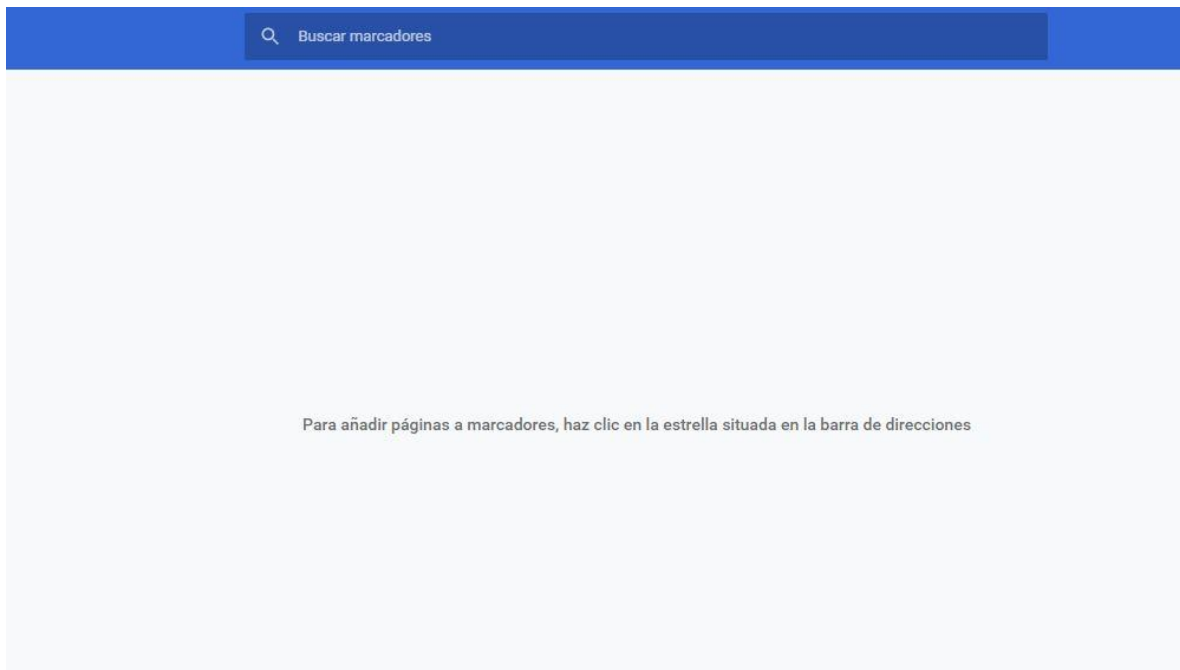 Buscar marcadores
Para añadir páginas a marcadores, haz clic en la estrella situada en la barra de direcciones